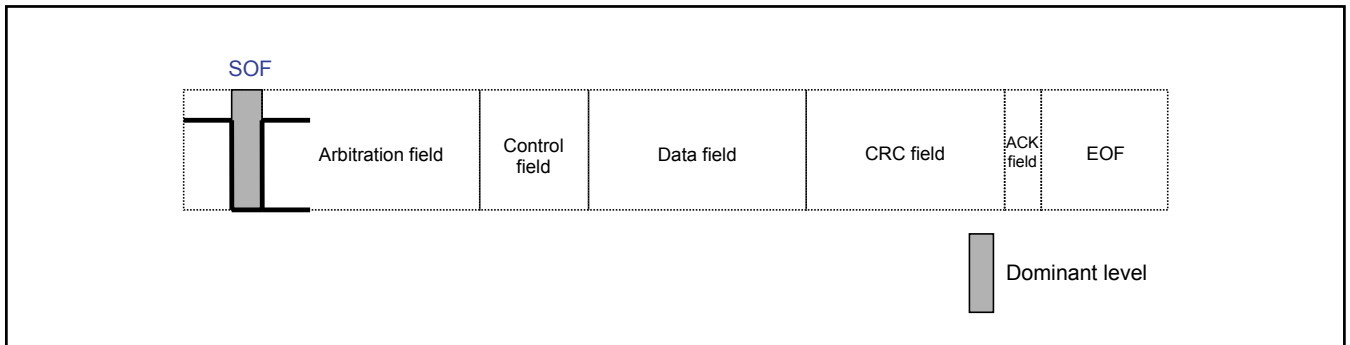 SOF
Arbitration field
Control
field
Data field
CRC field
ACK
field
EOF
Dominant level